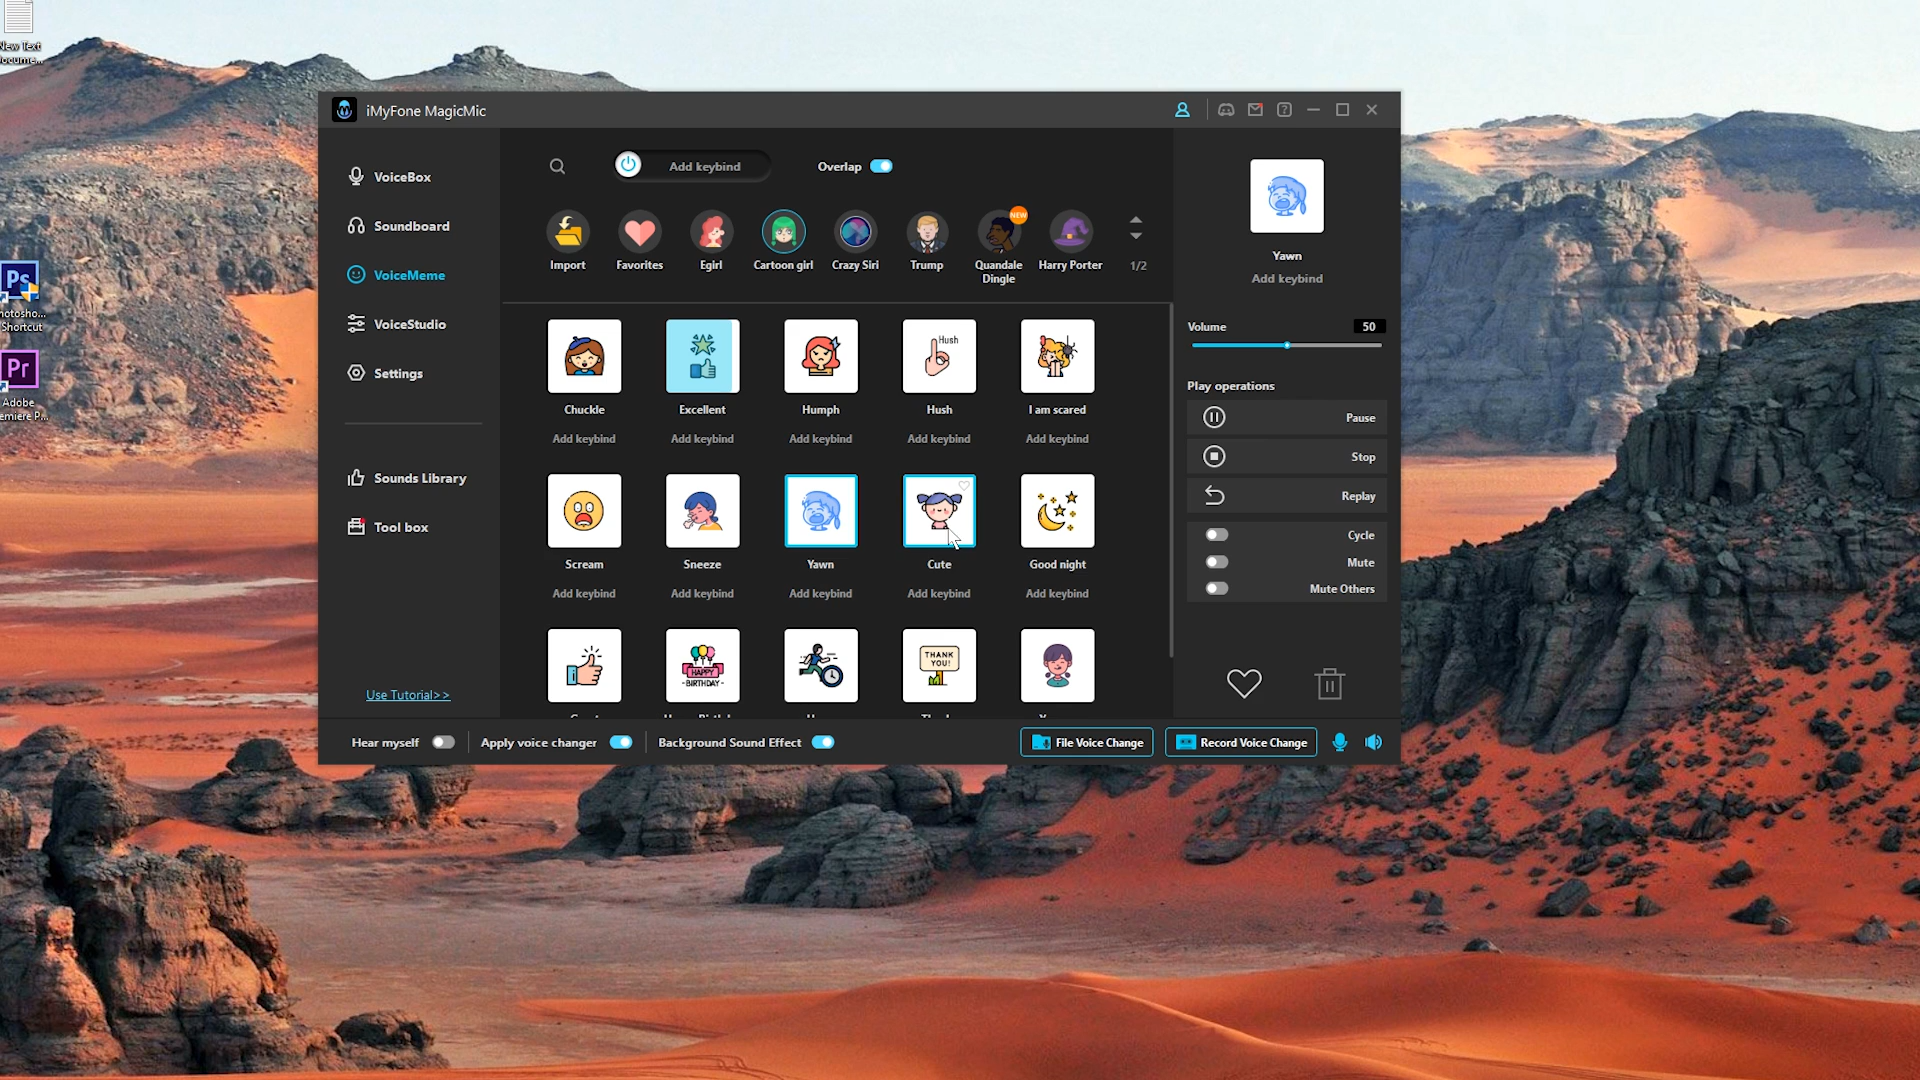 New Text
iMyFone MagicMic
VoiceBox
Soundboard
VoiceMeme
VoiceStudio
Settings
Sounds Library
Tool box
Use Tutorial>>
Add keybind
Overlap
Import
Favorites
Egirl
Cartoon girl
Crazy Siri
Trump
NEW
Quandale
Dingle
Harry Porter
1/2
Hush
Chuckle
Excellent
Humph
Hush
I am scared
Add keybind
Add keybind
Add keybind
Add keybind
Add keybind
Scream
Sneeze
Yawn
Cute
Good night
Add keybind
Add keybind
Add keybind
Add keybind
Add keybind
HAPPY
-BIRTHDAY-
THANK
YOU!
Yawn
Add keybind
Volume
50
Play operations
Pause
Stop
Replay
Cycle
Mute
Mute Others
Hear myself
Apply voice changer
Background Sound Effect
File Voice Change
Record Voice Change
Ps
Shortcut
Pr
Adobe